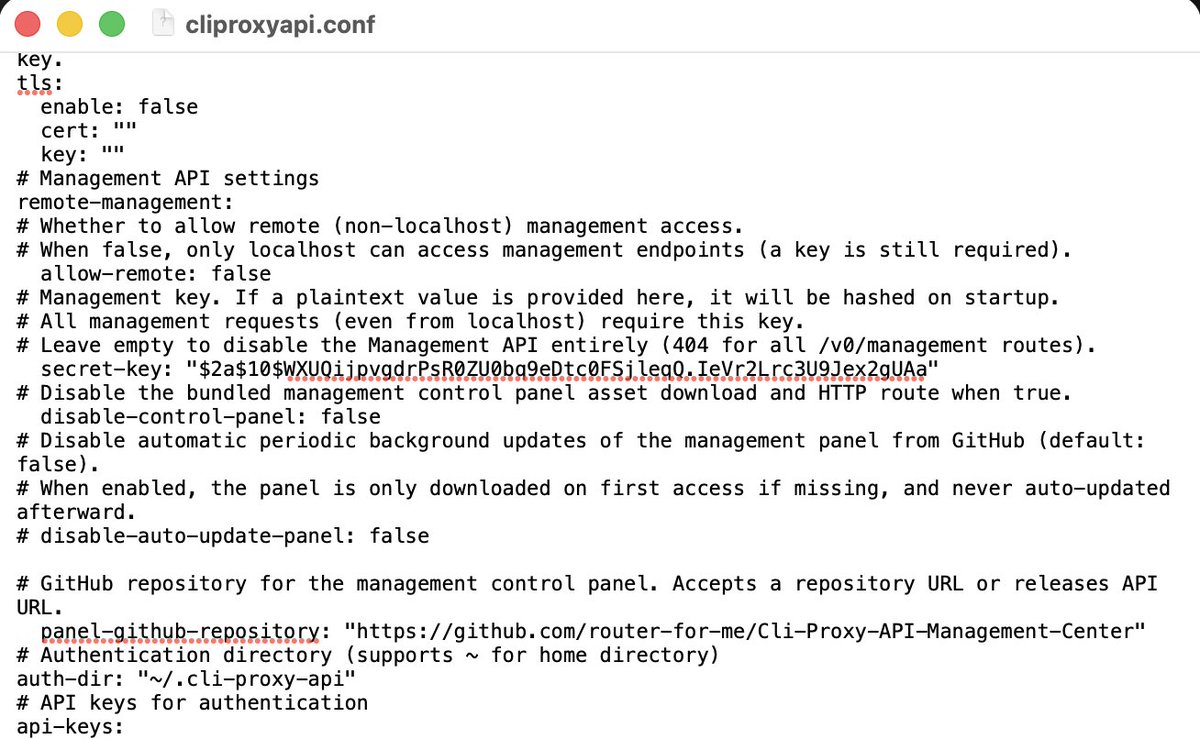 cliproxyapi.conf
key.
tls:
  enable: false
  cert: ""
  key: ""
# Management API settings
remote-management:
# Whether to allow remote (non-localhost) management access.
# When false, only localhost can access management endpoints (a key is still required).
  allow-remote: false
# Management key. If a plaintext value is provided here, it will be hashed on startup.
# All management requests (even from localhost) require this key.
# Leave empty to disable the Management API entirely (404 for all /v0/management routes).
  secret-key: "$2a$10$WXUQijpvgdrPsR0ZU0bq9eDtc0FSjleqQ.IeVr2Lrc3U9Jex2gUAa"
# Disable the bundled management control panel asset download and HTTP route when true.
  disable-control-panel: false
# Disable automatic periodic background updates of the management panel from GitHub (default:
false).
# When enabled, the panel is only downloaded on first access if missing, and never auto-updated
afterward.
# disable-auto-update-panel: false
# GitHub repository for the management control panel. Accepts a repository URL or releases API
URL.
  panel-github-repository: "https://github.com/router-for-me/Cli-Proxy-API-Management-Center"
# Authentication directory (supports ~ for home directory)
auth-dir: "~/.cli-proxy-api"
# API keys for authentication
api-keys: